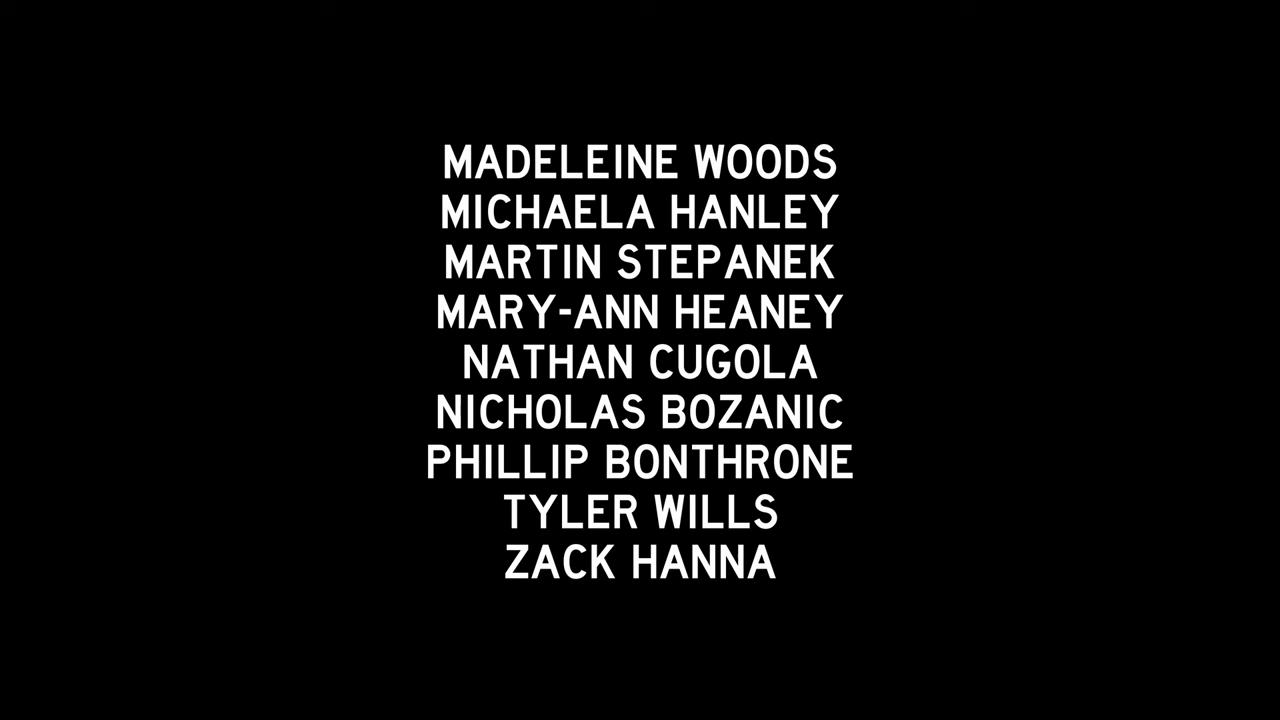 MADELEINE WOODS
MICHAELA HANLEY
MARTIN STEPANEK
MARY-ANN HEANEY
NATHAN CUGOLA
NICHOLAS BOZANIC
PHILLIP BONTHRONE
TYLER WILLS
ZACK HANNA